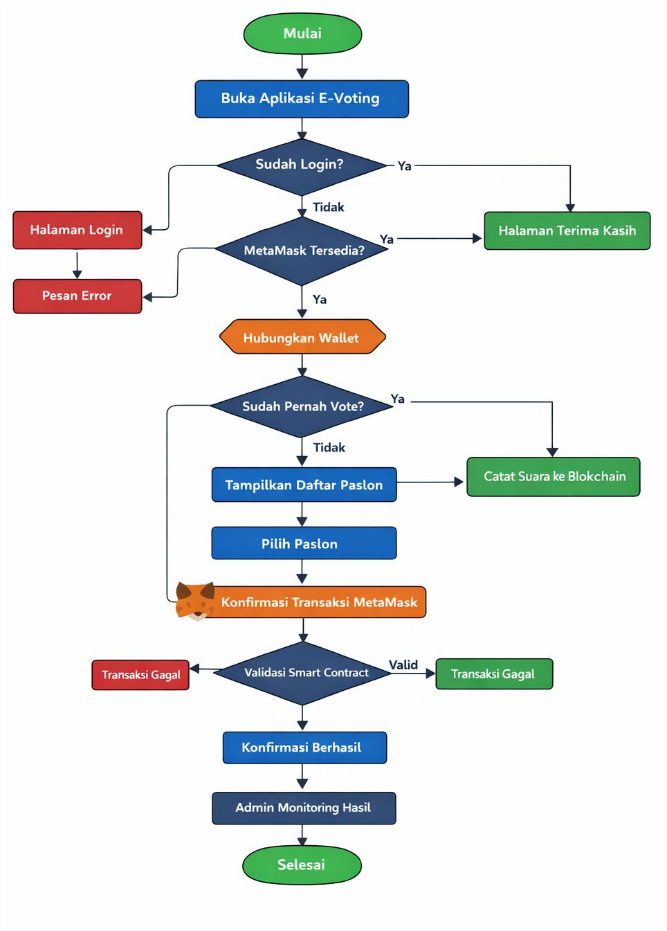 Mulai
Buka Aplikasi E-Voting
Sudah Login?
Ya
Tidak
Halaman Login
Halaman Terima Kasih
MetaMask Tersedia?
Ya
Pesan Error
Ya
Hubungkan Wallet
Sudah Pernah Vote?
Ya
Tidak
Tampilkan Daftar Paslon
Catat Suara ke Blokchain
Pilih Paslon
Konfirmasi Transaksi MetaMask
Transaksi Gagal
Validasi Smart Contract
Valid
Transaksi Gagal
Konfirmasi Berhasil
Admin Monitoring Hasil
Selesai